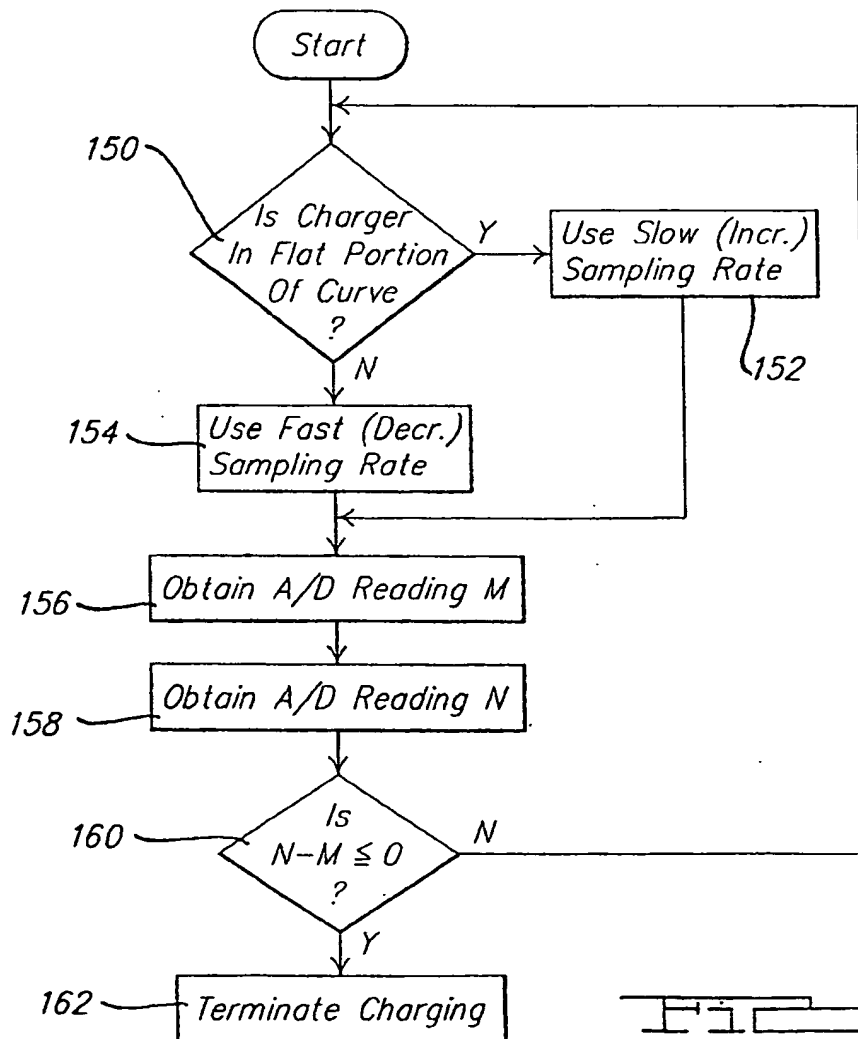 Start
150
Is Charger
In Flat Portion
Of Curve
?
Y
Use Slow (Incr.)
Sampling Rate
152
N
154
Use Fast (Decr.)
Sampling Rate
156
Obtain A/D Reading M
158
Obtain A/D Reading N
160
Is
N-M ≦ 0
?
N
Y
162
Terminate Charging